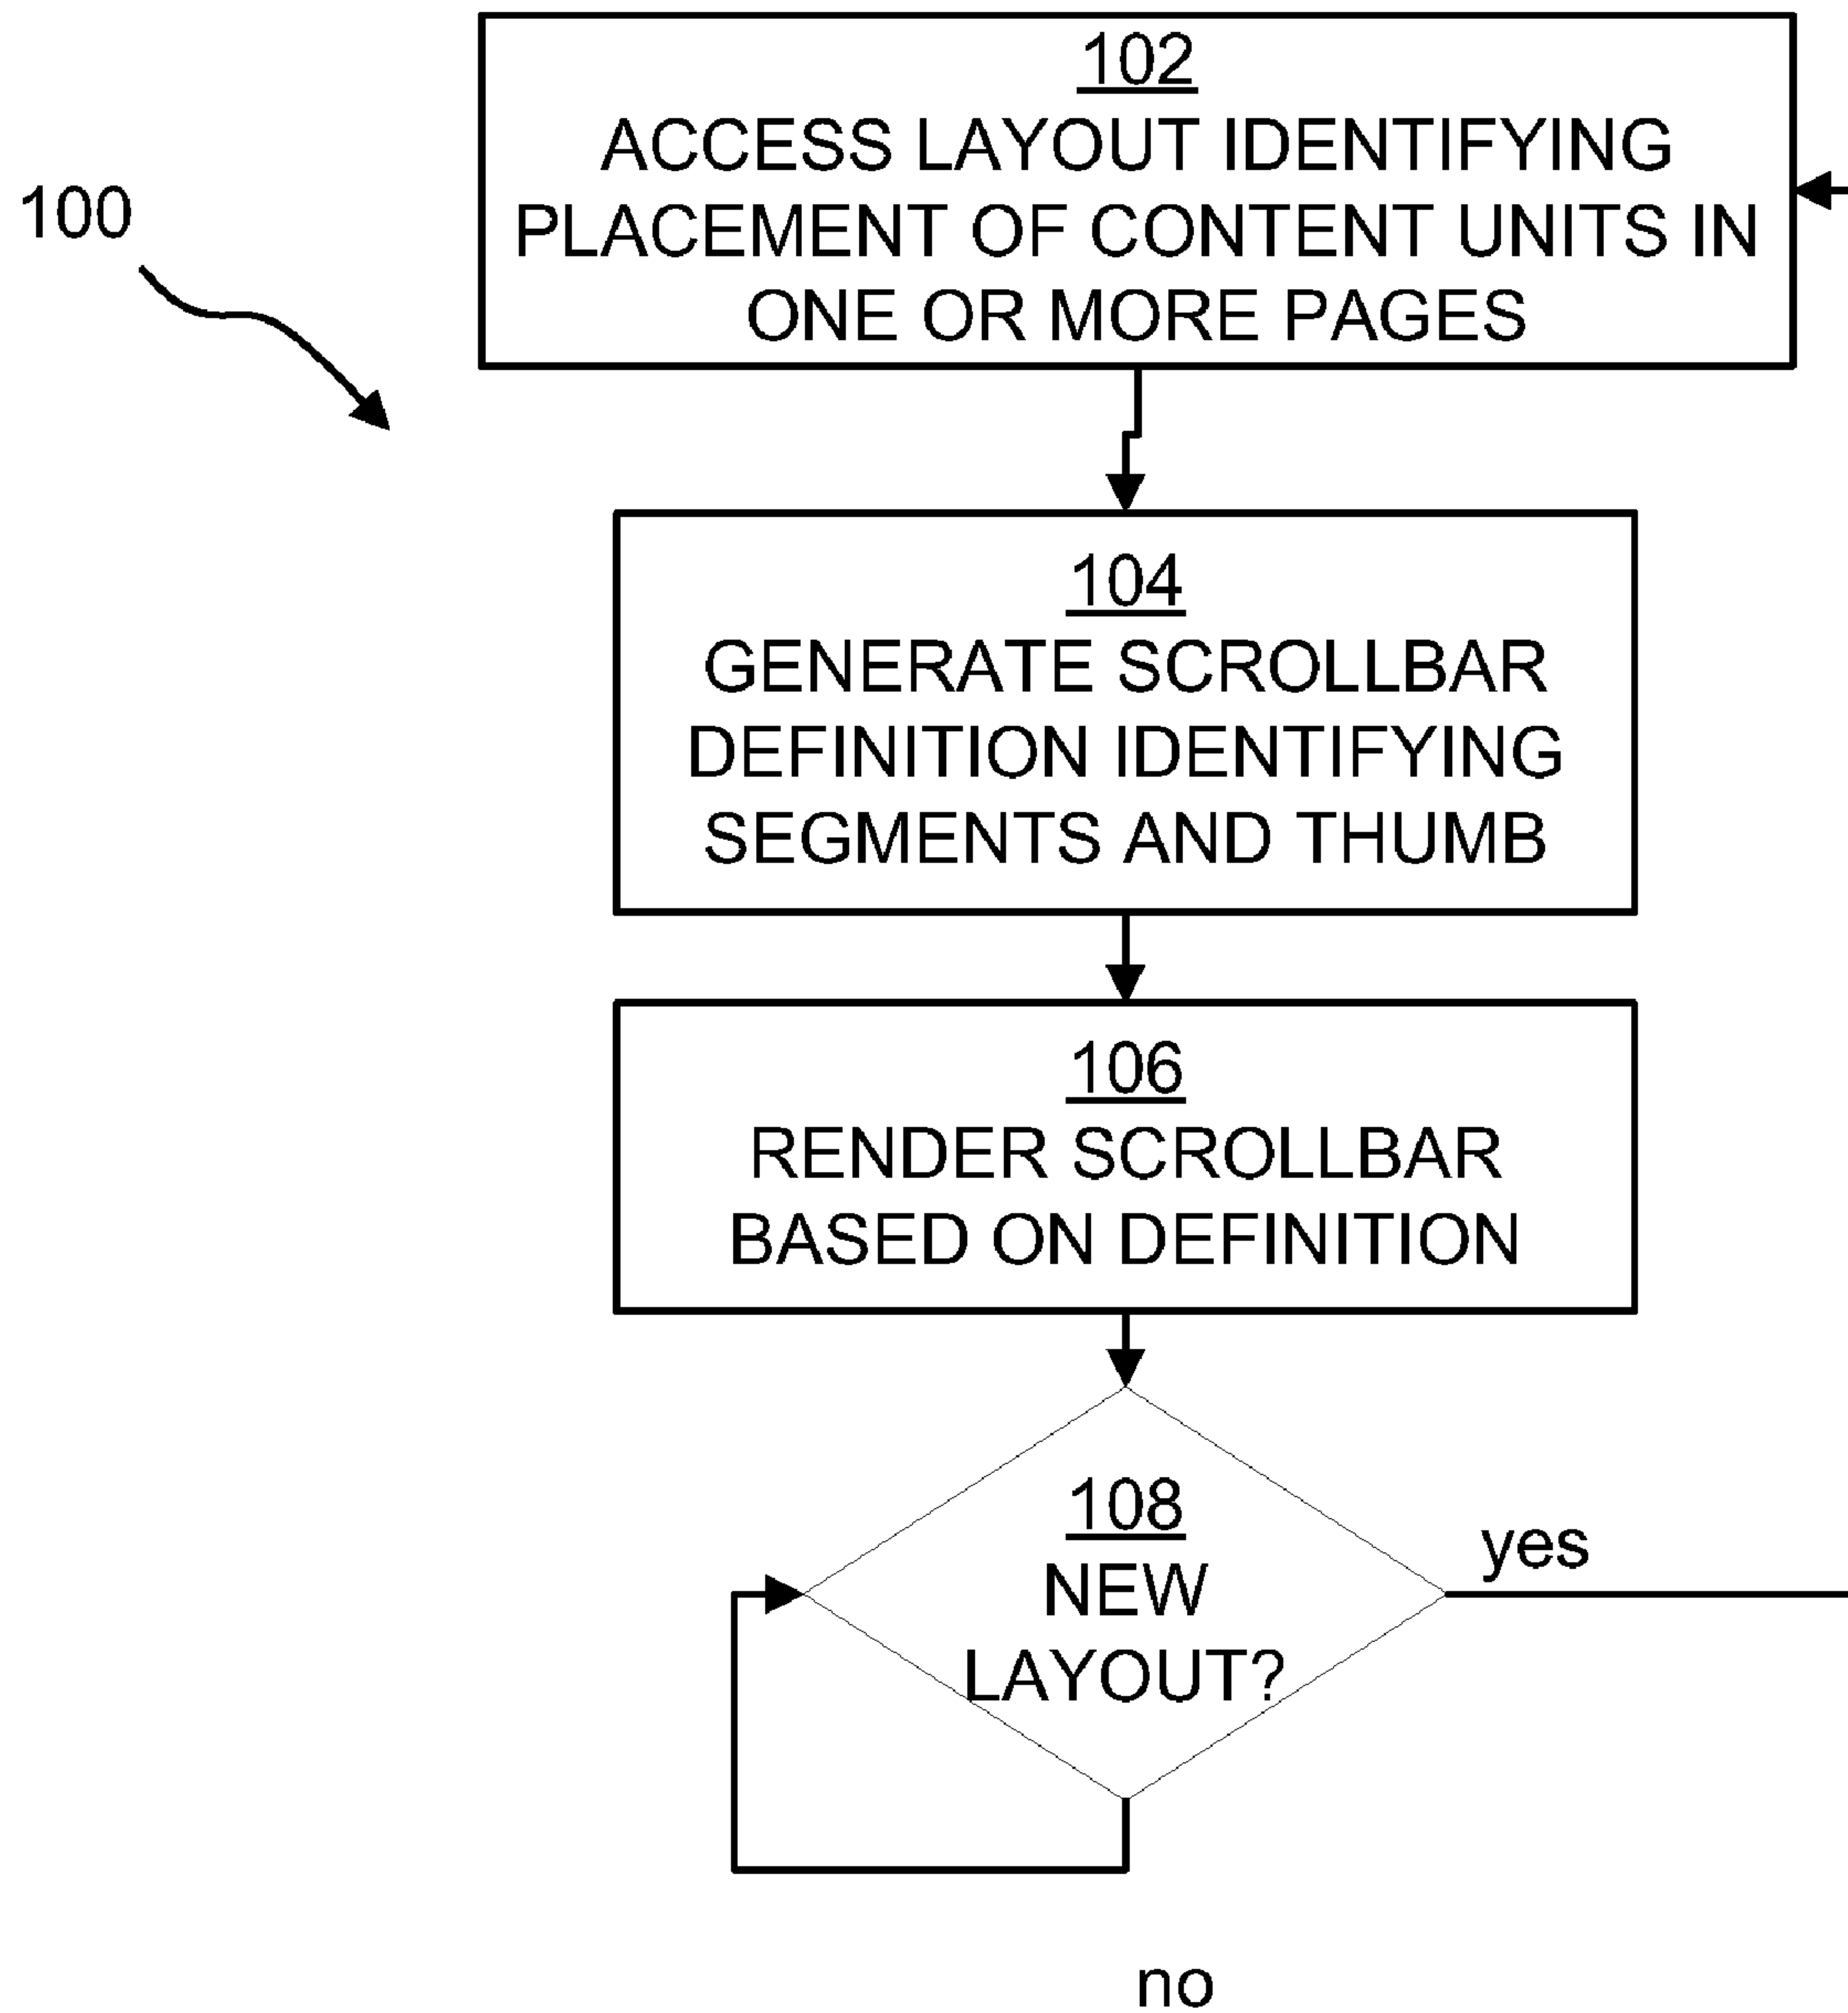 100
102
ACCESS LAYOUT IDENTIFYING
PLACEMENT OF CONTENT UNITS IN
ONE OR MORE PAGES
104
GENERATE SCROLLBAR
DEFINITION IDENTIFYING
SEGMENTS AND THUMB
106
RENDER SCROLLBAR
BASED ON DEFINITION
108
NEW
LAYOUT?
yes
no